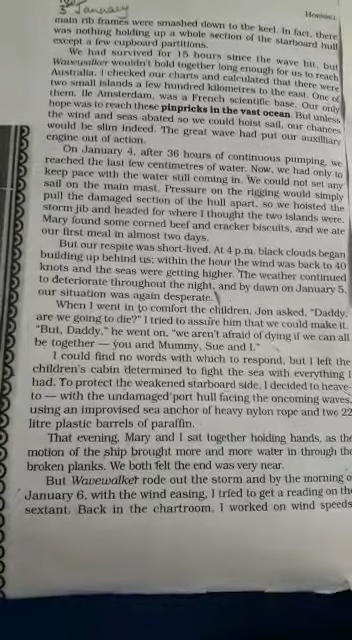 3 January
HORNBILL
main rib frames were smashed down to the keel. In fact, there
was nothing holding up a whole section of the starboard hull
except a few cupboard partitions.
We had survived for 15 hours since the wave hit, but
Wavewalker wouldn't hold together long enough for us to reach
Australia. I checked our charts and calculated that there were
two small islands a few hundred kilometres to the east. One of
them, Ile Amsterdam, was a French scientific base. Our only
hope was to reach these pinpricks in the vast ocean. But unless
the wind and seas abated so we could hoist sail, our chances
would be slim indeed. The great wave had put our auxilliary
engine out of action.
On January 4, after 36 hours of continuous pumping, we
reached the last few centimetres of water. Now, we had only to
keep pace with the water still coming in. We could not set any
sail on the main mast. Pressure on the rigging would simply
pull the damaged section of the hull apart, so we hoisted the
storm jib and headed for where I thought the two islands were.
Mary found some corned beef and cracker biscuits, and we ate
our first meal in almost two days.
But our respite was short-lived. At 4 p.m. black clouds began
building up behind us; within the hour the wind was back to 40
knots and the seas were getting higher. The weather continued
to deteriorate throughout the night, and by dawn on January 5,
our situation was again desperate.
When I went in to comfort the children, Jon asked, "Daddy,
are we going to die?" I tried to assure him that we could make it.
"But, Daddy," he went on, "we aren't afraid of dying if we can all
be together — you and Mummy, Sue and I."
I could find no words with which to respond, but I left the
children's cabin determined to fight the sea with everything I
had. To protect the weakened starboard side, I decided to heave-
to — with the undamaged port hull facing the oncoming waves,
using an improvised sea anchor of heavy nylon rope and two 22
litre plastic barrels of paraffin.
That evening, Mary and I sat together holding hands, as the
motion of the ship brought more and more water in through the
broken planks. We both felt the end was very near.
But Wavewalker rode out the storm and by the morning o
January 6, with the wind easing, I tried to get a reading on the
sextant. Back in the chartroom, I worked on wind speeds